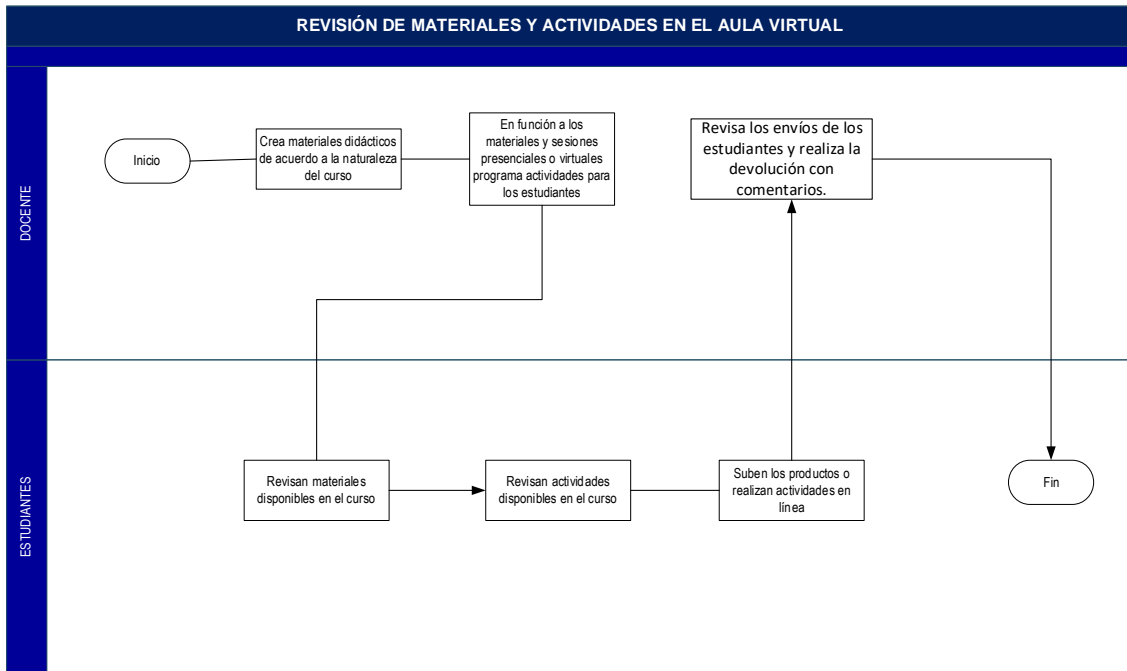 REVISIÓN DE MATERIALES Y ACTIVIDADES EN EL AULA VIRTUAL
DOCENTE
Inicio
Crea materiales didácticos
de acuerdo a la naturaleza
del curso
En función a los
materiales y sesiones
presenciales o virtuales
programa actividades para
los estudiantes
Revisa los envíos de los
estudiantes y realiza la
devolución con
comentarios.
ESTUDIANTES
Revisan materiales
disponibles en el curso
Revisan actividades
disponibles en el curso
Suben los productos o
realizan actividades en
línea
Fin